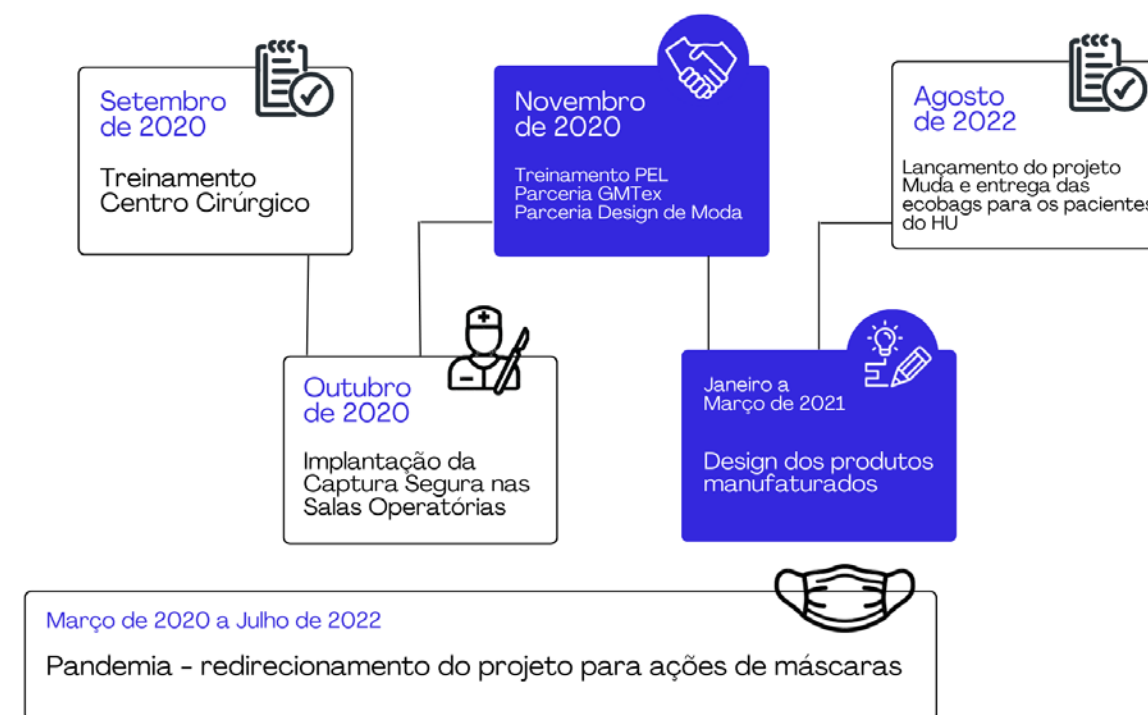 Setembro
de 2020
Treinamento
Centro Cirúrgico
Outubro
de 2020
Implantação da
Captura Segura nas
Salas Operatórias
Novembro
de 2020
Treinamento PEL
Parceria GMTex
Parceria Design de Moda
Janeiro a
Março de 2021
Design dos produtos
manufaturados
Agosto
de 2022
Lançamento do projeto
Muda e entrega das
ecobags para os pacientes
do HU
Março de 2020 a Julho de 2022
Pandemia - redirecionamento do projeto para ações de máscaras